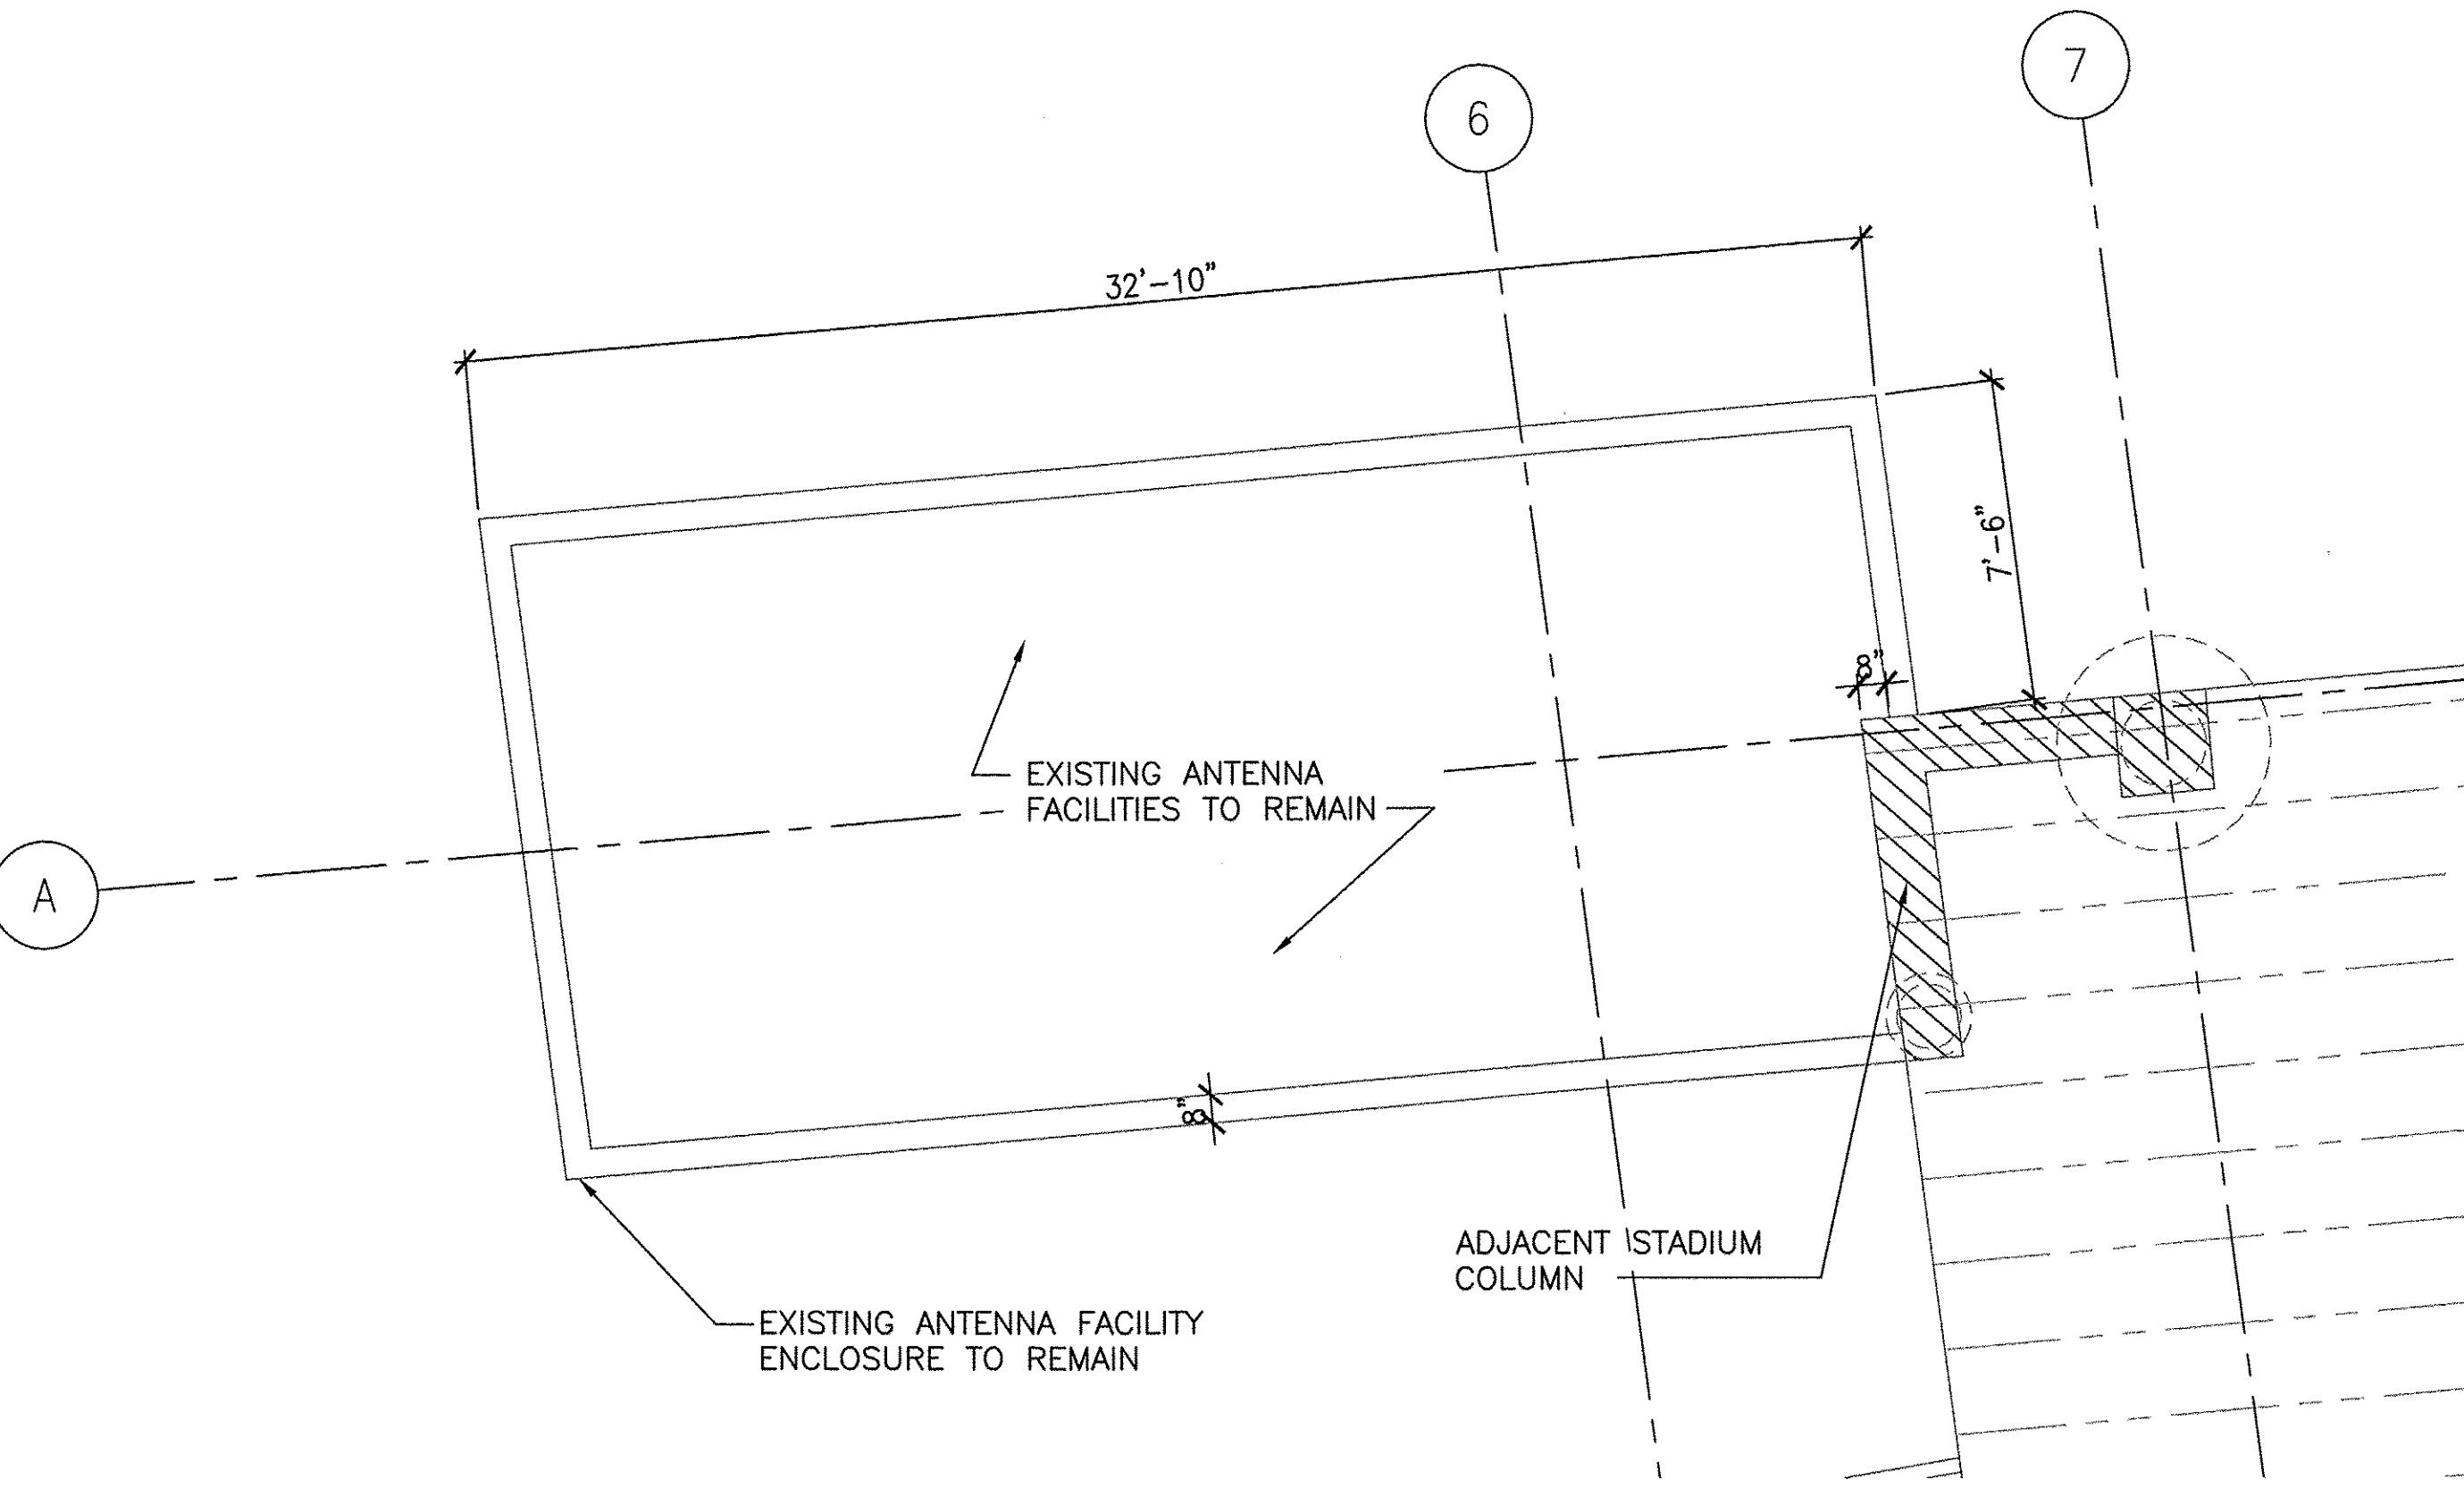 7
6
32'-10"
7'-6"
8"
EXISTING ANTENNA
FACILITIES TO REMAIN
A
8"
ADJACENT STADIUM
COLUMN
EXISTING ANTENNA FACILITY
ENCLOSURE TO REMAIN